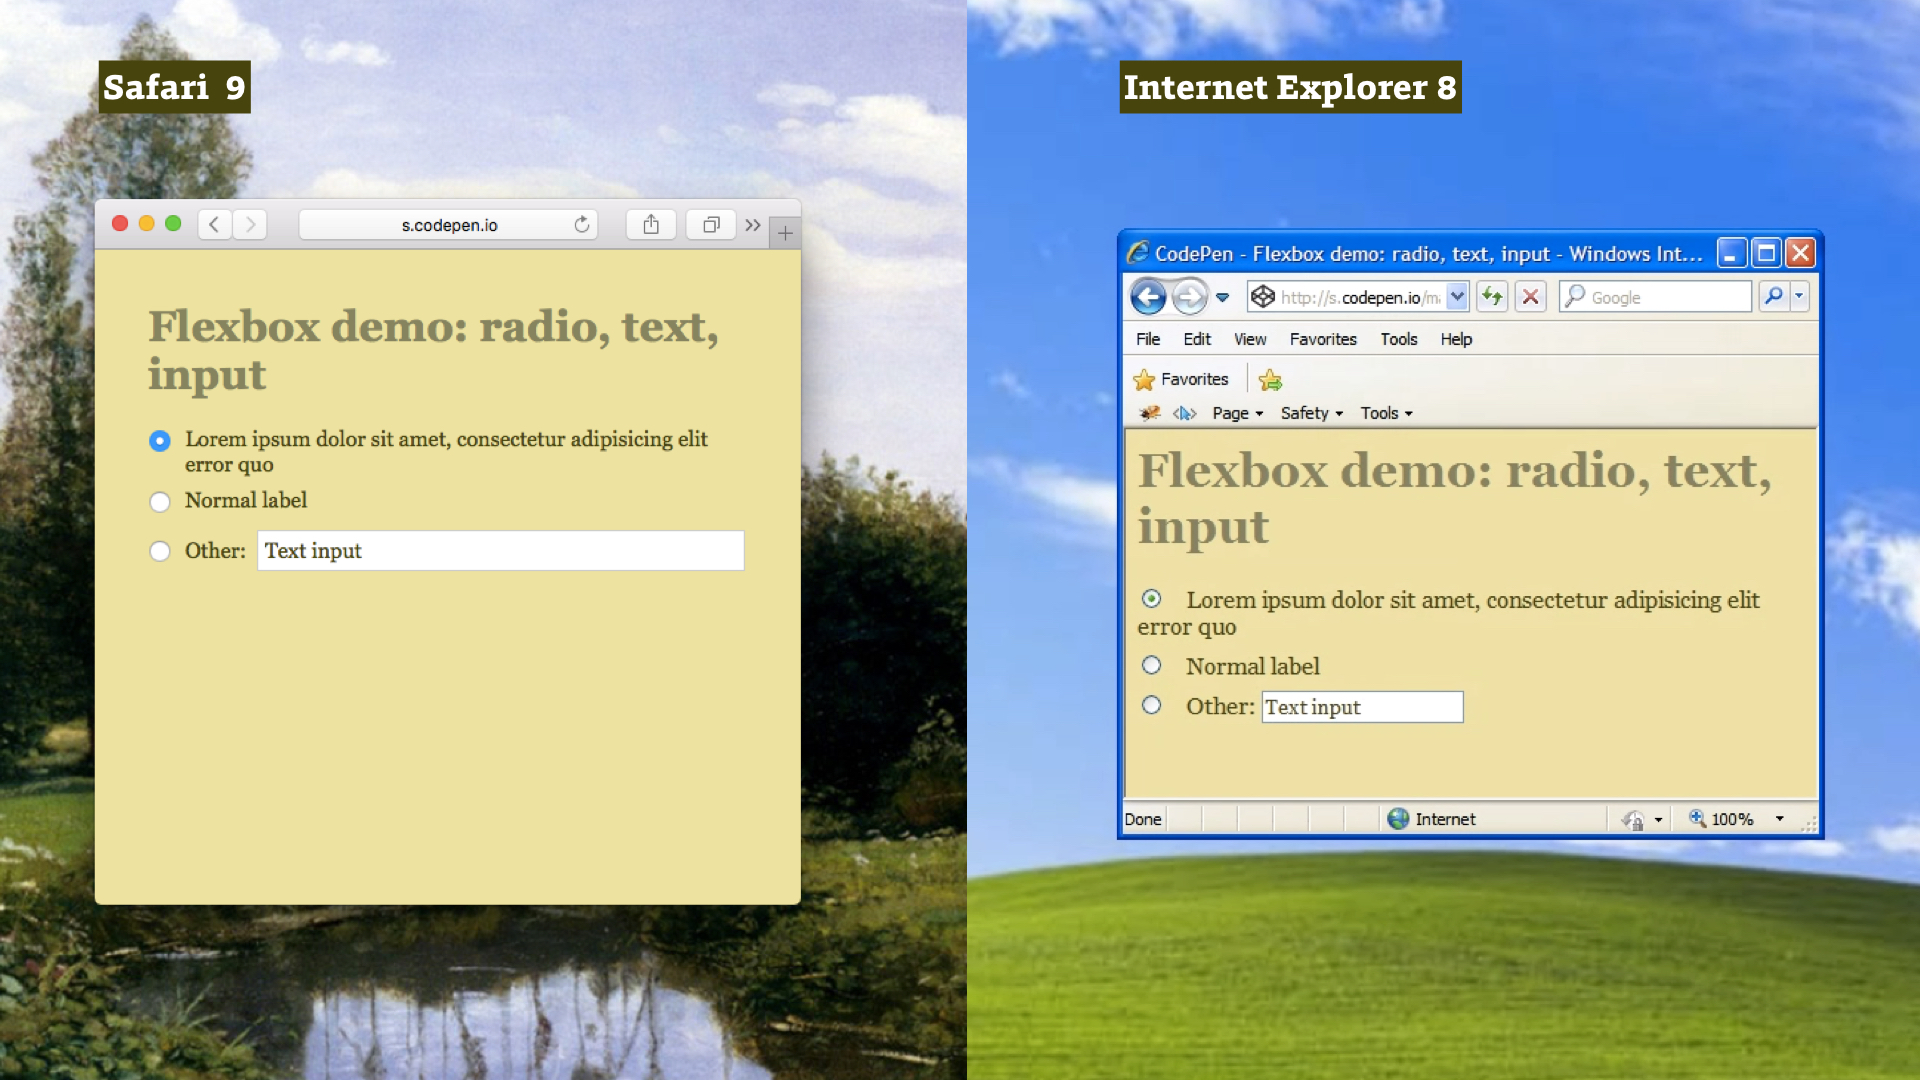 Safari 9
s.codepen.io
Flexbox demo: radio, text,
input
Lorem ipsum dolor sit amet, consectetur adipisicing elit
error quo
Normal label
Other: Text input
Internet Explorer 8
CodePen - Flexbox demo: radio, text, input - Windows Int...
http://s.codepen.io/m
Google
File Edit View Favorites Tools Help
Favorites
Page Safety Tools
Flexbox demo: radio, text,
input
Lorem ipsum dolor sit amet, consectetur adipisicing elit
error quo
Normal label
Other: Text input
Done Internet 100%